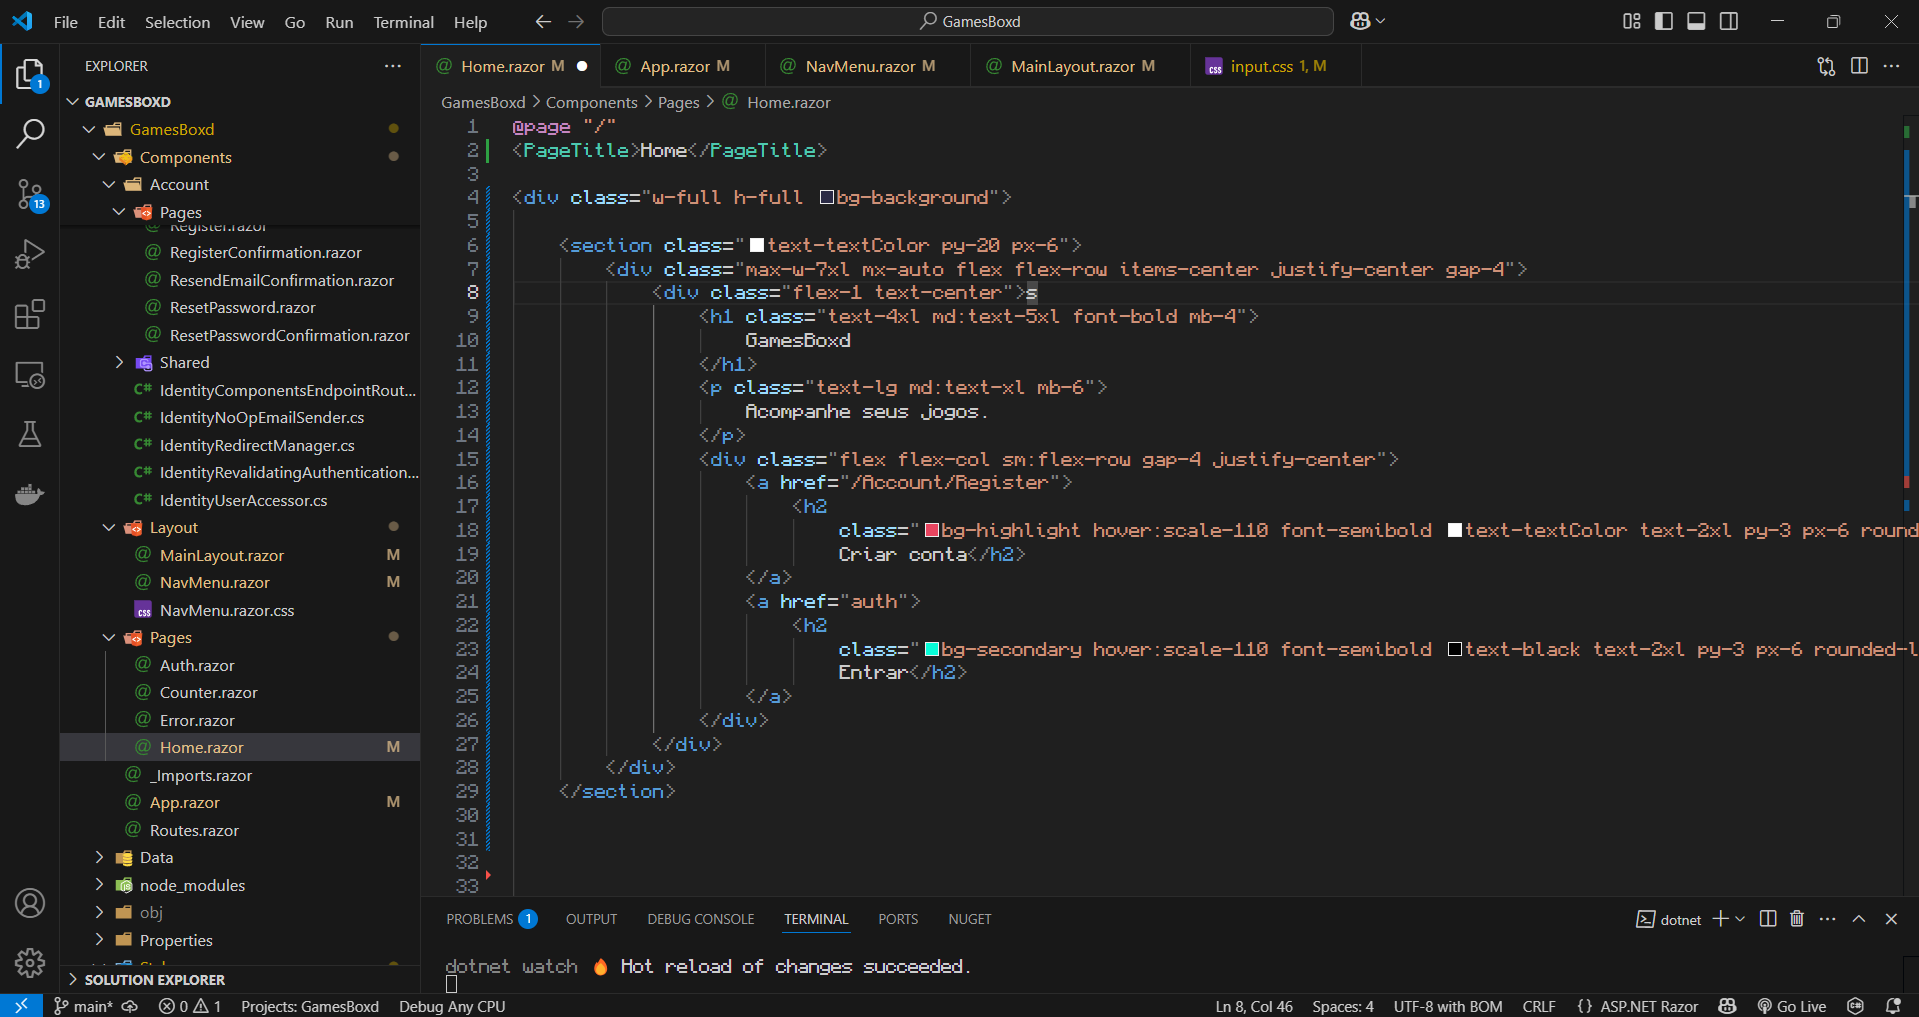 File Edit Selection View Go Run Terminal Help
GamesBoxd
EXPLORER
GAMESBOXD
GamesBoxd
Components
Account
Pages
Register.razor
RegisterConfirmation.razor
ResendEmailConfirmation.razor
ResetPassword.razor
ResetPasswordConfirmation.razor
Shared
C# IdentityComponentsEndpointRout...
C# IdentityNoOpEmailSender.cs
C# IdentityRedirectManager.cs
C# IdentityRevalidatingAuthentication...
C# IdentityUserAccessor.cs
Layout
@ MainLayout.razor M
@ NavMenu.razor M
css NavMenu.razor.css
Pages
@ Auth.razor
@ Counter.razor
@ Error.razor
@ Home.razor M
@ _Imports.razor
@ App.razor M
@ Routes.razor
Data
node_modules
obj
Properties
SOLUTION EXPLORER
1
13
@ Home.razor M
@ App.razor M
@ NavMenu.razor M
@ MainLayout.razor M
css input.css 1, M
GamesBoxd > Components > Pages > @ Home.razor
1 @page "/"
2 <PageTitle>Home</PageTitle>
3
4 <div class="w-full h-full bg-background">
5
6 <section class="text-textColor py-20 px-6">
7 <div class="max-w-7xl mx-auto flex flex-row items-center justify-center gap-4">
8 <div class="flex-1 text-center">s
9 <h1 class="text-4xl md:text-5xl font-bold mb-4">
10 GamesBoxd
11 </h1>
12 <p class="text-lg md:text-xl mb-6">
13 Acompanhe seus jogos.
14 </p>
15 <div class="flex flex-col sm:flex-row gap-4 justify-center">
16 <a href="/Account/Register">
17 <h2
18 class="bg-highlight hover:scale-110 font-semibold text-textColor text-2xl py-3 px-6 round
19 Criar conta</h2>
20 </a>
21 <a href="auth">
22 <h2
23 class="bg-secondary hover:scale-110 font-semibold text-black text-2xl py-3 px-6 rounded-l
24 Entrar</h2>
25 </a>
26 </div>
27 </div>
28 </div>
29 </section>
30
31
32
33
PROBLEMS 1 OUTPUT DEBUG CONSOLE TERMINAL PORTS NUGET
dotnet
dotnet watch 🔥 Hot reload of changes succeeded.
main* 0 1 Projects: GamesBoxd Debug Any CPU
Ln 8, Col 46 Spaces: 4 UTF-8 with BOM CRLF {} ASP.NET Razor Go Live